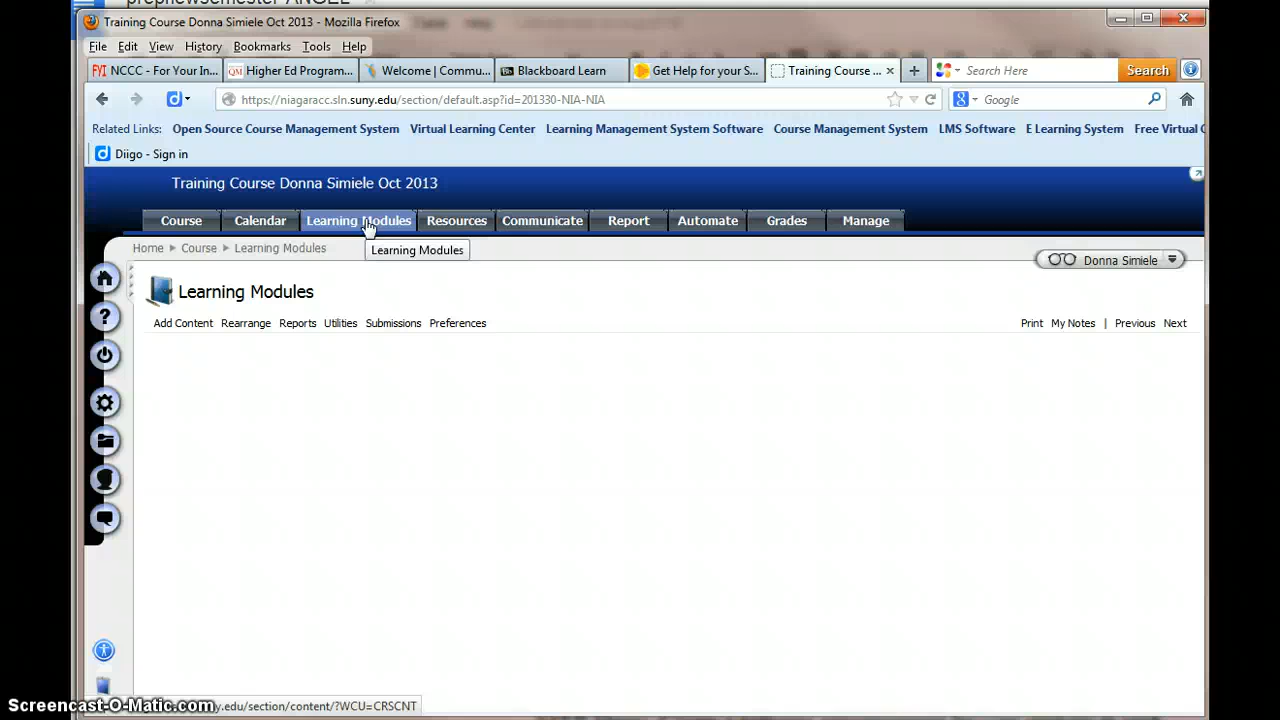 prepnewsemester-ANGEL
Training Course Donna Simiele Oct 2013 - Mozilla Firefox
File Edit View History Bookmarks Tools Help
NCCC - For Your In... Higher Ed Program... Welcome | Commu... Blackboard Learn Get Help for your S... Training Course ... Search Here Search
https://niagaracc.sln.suny.edu/section/default.asp?id=201330-NIA-NIA Google
Related Links: Open Source Course Management System Virtual Learning Center Learning Management System Software Course Management System LMS Software E Learning System Free Virtual C
Diigo - Sign in
Training Course Donna Simiele Oct 2013
Course Calendar Learning Modules Resources Communicate Report Automate Grades Manage
Home Course Learning Modules
Learning Modules
Donna Simiele
Learning Modules
Add Content Rearrange Reports Utilities Submissions Preferences Print My Notes | Previous Next
Screencast-O-Matic.com
y.edu/section/content/?WCU=CRSCNT